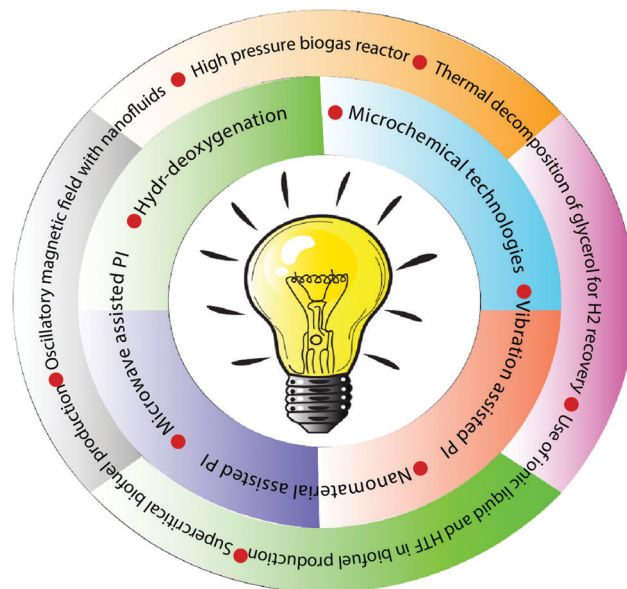 High pressure biogas reactor
Thermal decomposition of glycerol for H2 recovery
Use of ionic liquid and HTF in biofuel production
Supercritical biofuel production
Oscillatory magnetic field with nanofluids
Hydr-deoxygenation
Microchemical technologies
Vibration assisted PI
Nanomaterial assisted PI
Microwave assisted PI